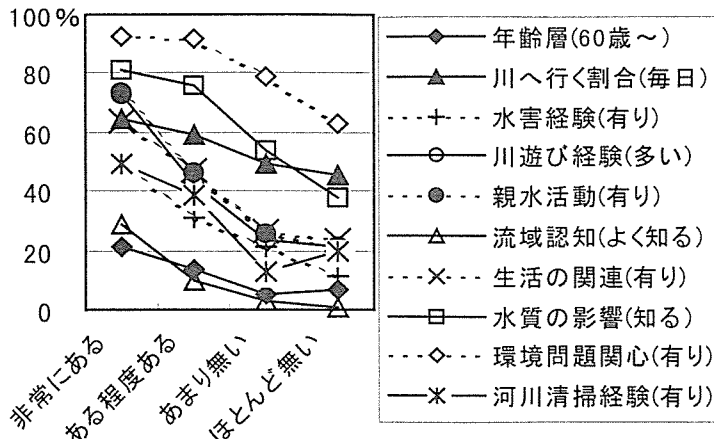 100%
80
60
40
20
0
非常にある
ある程度ある
あまり無い
ほとんど無い
年齢層(60歳～)
川へ行く割合(毎日)
水害経験(有り)
川遊び経験(多い)
親水活動(有り)
流域認知(よく知る)
生活の関連(有り)
水質の影響(知る)
環境問題関心(有り)
河川清掃経験(有り)